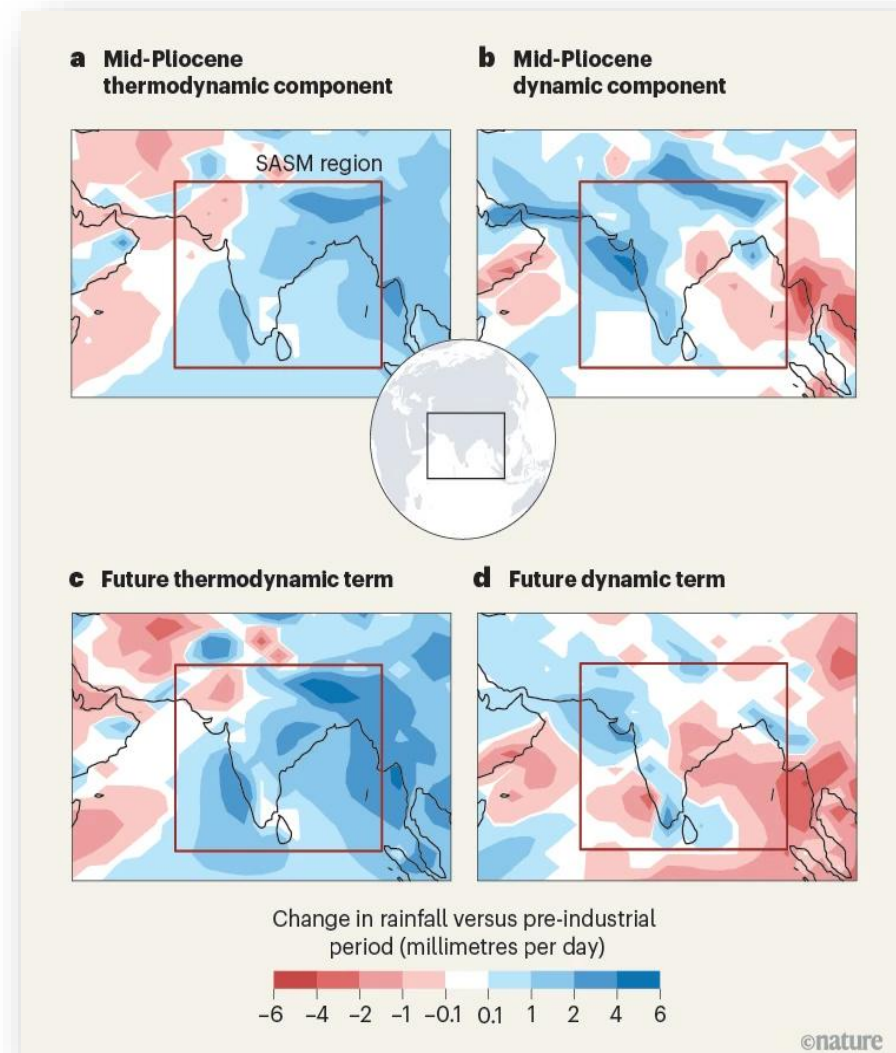 a Mid-Pliocene
thermodynamic component
b Mid-Pliocene
dynamic component
SASM region
c Future thermodynamic term
d Future dynamic term
Change in rainfall versus pre-industrial
period (millimetres per day)
–6 –4 –2 –1 –0.1 0.1 1 2 4 6
©nature